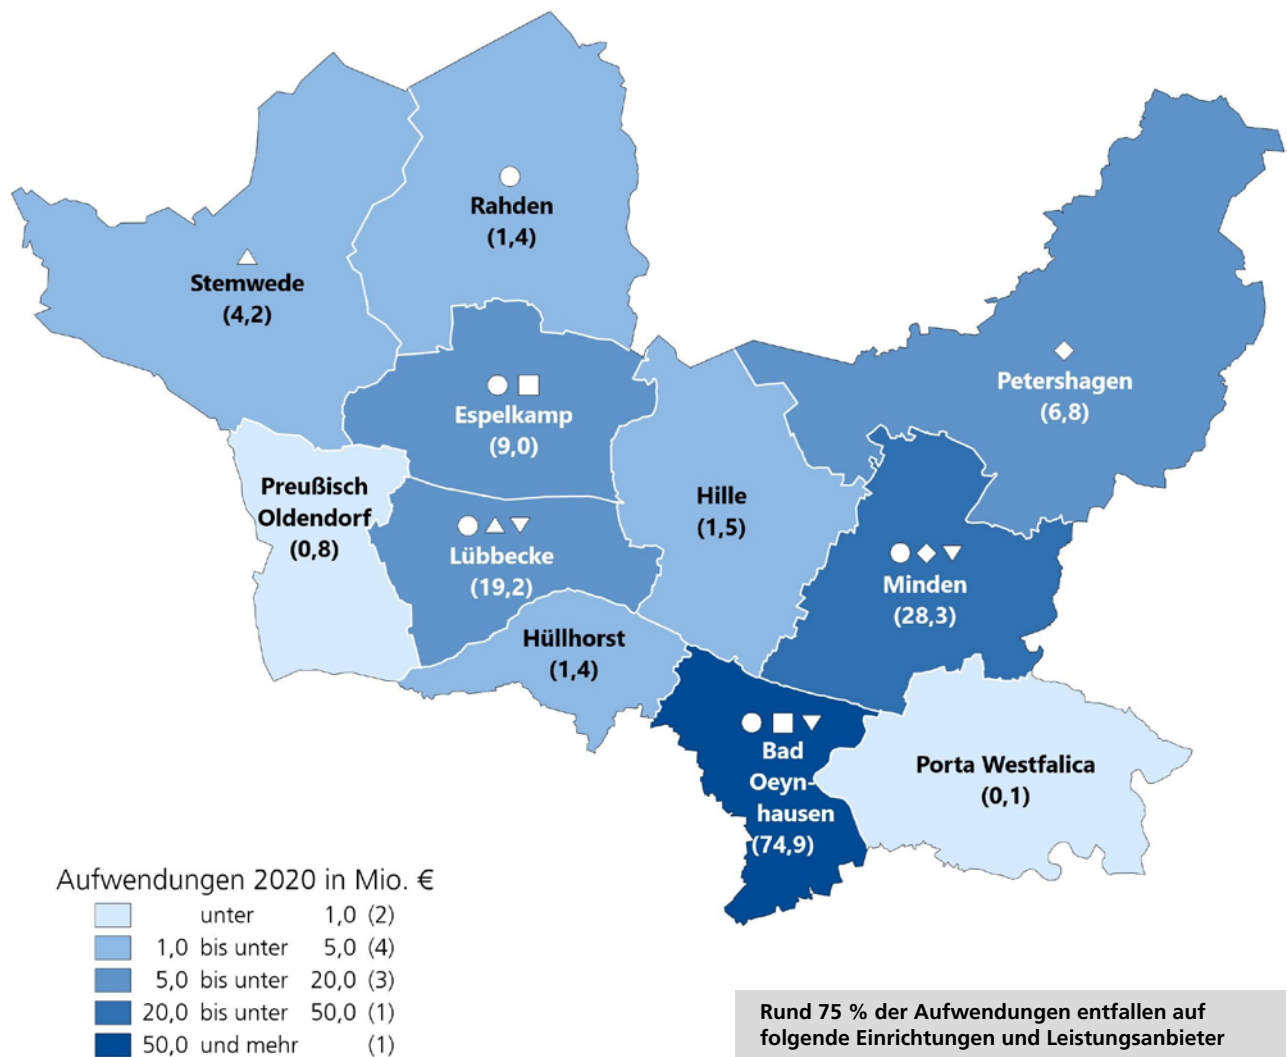 Rahden
(1,4)
Stemwede
(4,2)
Petershagen
(6,8)
Espelkamp
(9,0)
Preußisch
Oldendorf
(0,8)
Hille
(1,5)
Lübbecke
(19,2)
Minden
(28,3)
Hüllhorst
(1,4)
Bad
Oeyn-
hausen
(74,9)
Porta Westfalica
(0,1)
Aufwendungen 2020 in Mio. €
unter 1,0 (2)
1,0 bis unter 5,0 (4)
5,0 bis unter 20,0 (3)
20,0 bis unter 50,0 (1)
50,0 und mehr (1)
Rund 75 % der Aufwendungen entfallen auf
folgende Einrichtungen und Leistungsanbieter